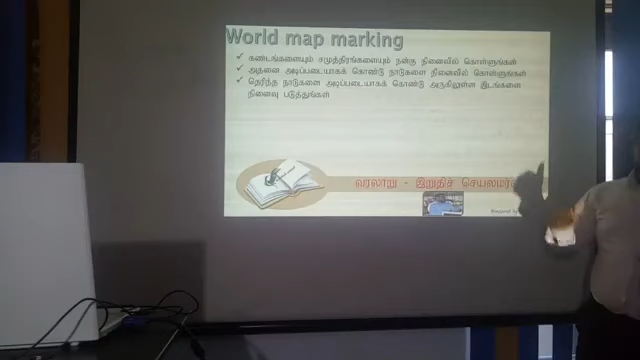 World map marking
✓ கண்டங்களையும் சமுத்திரங்களையும் நன்கு நினைவில் கொள்ளுங்கள்
✓ அதனை அடிப்படையாகக் கொண்டு நாடுகளை நினைவில் கொள்ளுங்கள்
✓ தெரிந்த நாடுகளை அடிப்படையாகக் கொண்டு அருகிலுள்ள இடங்களை
நினைவு படுத்துங்கள்
வரலாறு - இறுதிச்
Prepared